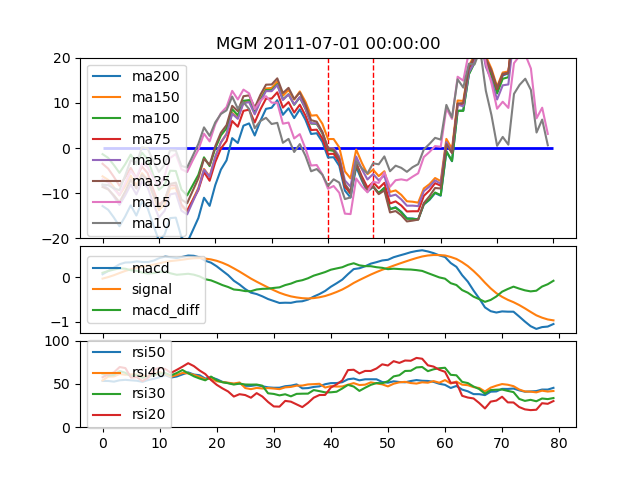 MGM 2011-07-01 00:00:00
20
10
0
−10
−20
ma200
ma150
ma100
ma75
ma50
ma35
ma15
ma10
0
−1
macd
signal
macd_diff
100
50
0
rsi50
rsi40
rsi30
rsi20
0 10 20 30 40 50 60 70 80